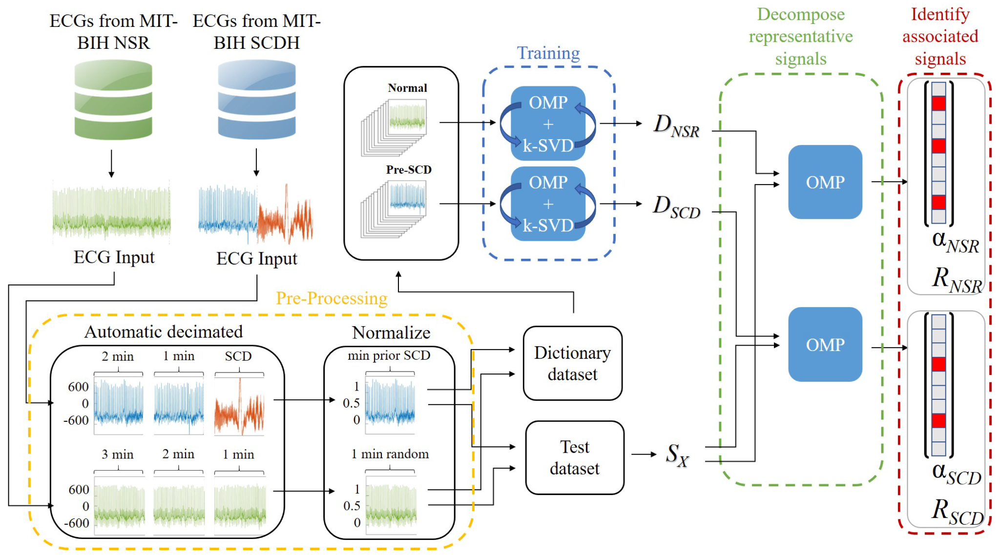 ECGs from MIT-
BIH NSR
ECGs from MIT-
BIH SCDH
ECG Input
ECG Input
Pre-Processing
Automatic decimated
2 min
1 min
SCD
600
0
-600
3 min
2 min
1 min
600
0
-600
Normalize
min prior SCD
1
0.5
0
1 min random
1
0.5
0
Dictionary
dataset
Test
dataset
Normal
Pre-SCD
Training
OMP
+
k-SVD
OMP
+
k-SVD
D_NSR
D_SCD
S_X
Decompose
representative
signals
OMP
OMP
Identify
associated
signals
α_NSR
R_NSR
α_SCD
R_SCD